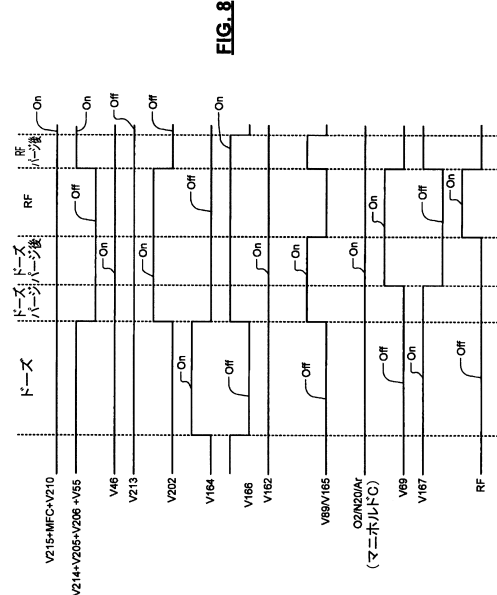 FIG. 8
ドーズ
ドーズ
パージ
ドーズ
パージ後
RF
RF
パージ後
V215+MFC+V210
On
V214+V205+V206 +V55
Off
On
V46
On
V213
Off
V202
On
Off
V164
On
Off
V166
Off
On
V162
On
V89/V165
Off
On
O2/N20/Ar
(マニホルドC)
On
V69
Off
On
V167
On
Off
RF
Off
On